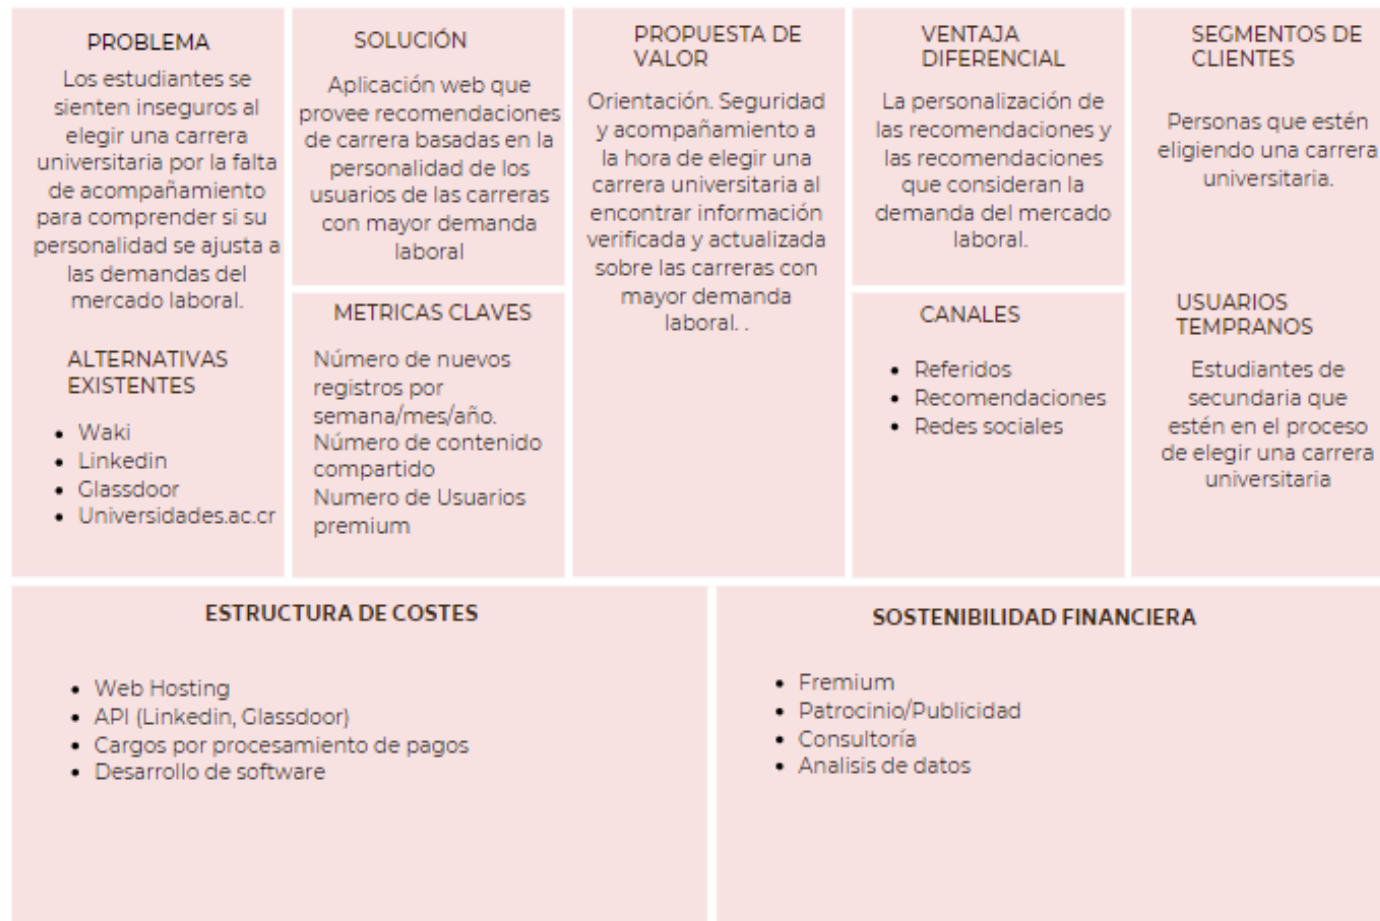 PROBLEMA
Los estudiantes se
sienten inseguros al
elegir una carrera
universitaria por la falta
de acompañamiento
para comprender si su
personalidad se ajusta a
las demandas del
mercado laboral.
ALTERNATIVAS
EXISTENTES
• Waki
• Linkedin
• Glassdoor
• Universidades.ac.cr
SOLUCIÓN
Aplicación web que
provee recomendaciones
de carrera basadas en la
personalidad de los
usuarios de las carreras
con mayor demanda
laboral
METRICAS CLAVES
Número de nuevos
registros por
semana/mes/año.
Número de contenido
compartido
Numero de Usuarios
premium
PROPUESTA DE
VALOR
Orientación. Seguridad
y acompañamiento a
la hora de elegir una
carrera universitaria al
encontrar información
verificada y actualizada
sobre las carreras con
mayor demanda
laboral. .
VENTAJA
DIFERENCIAL
La personalización de
las recomendaciones y
las recomendaciones
que consideran la
demanda del mercado
laboral.
CANALES
• Referidos
• Recomendaciones
• Redes sociales
SEGMENTOS DE
CLIENTES
Personas que estén
eligiendo una carrera
universitaria.
USUARIOS
TEMPRANOS
Estudiantes de
secundaria que
estén en el proceso
de elegir una carrera
universitaria
ESTRUCTURA DE COSTES
• Web Hosting
• API (Linkedin, Glassdoor)
• Cargos por procesamiento de pagos
• Desarrollo de software
SOSTENIBILIDAD FINANCIERA
• Fremium
• Patrocinio/Publicidad
• Consultoría
• Analisis de datos